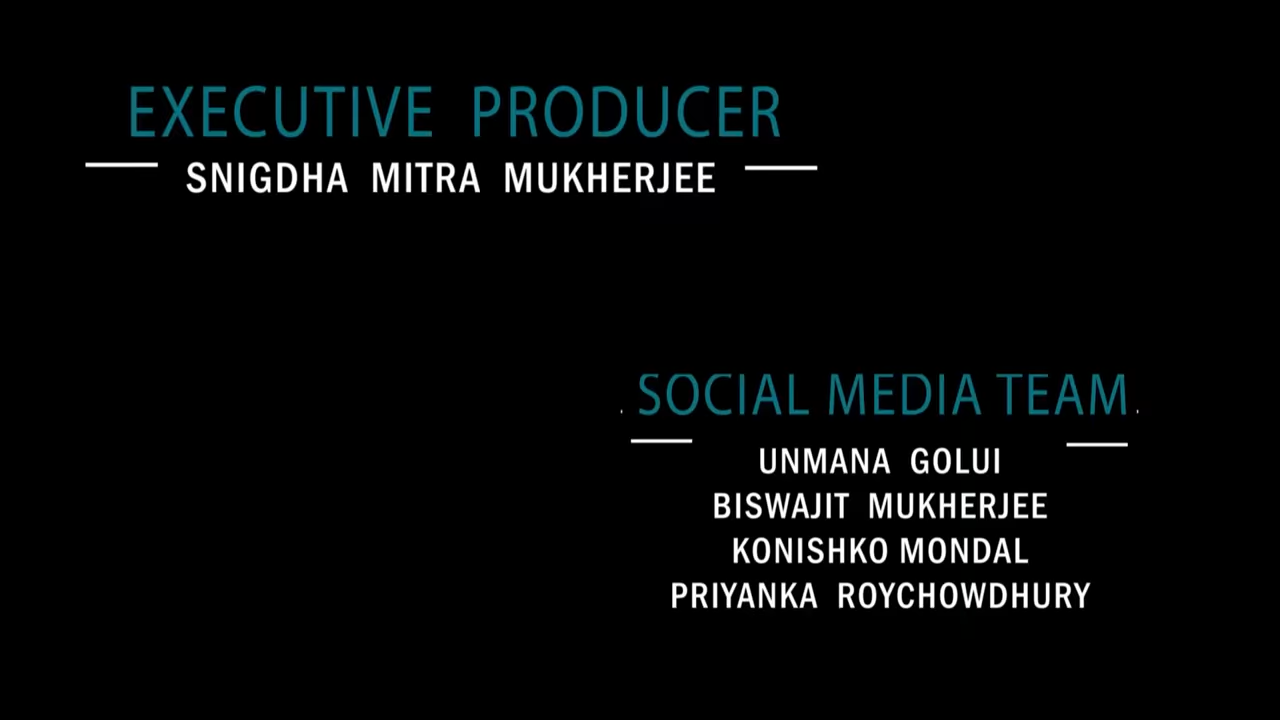 EXECUTIVE PRODUCER
SNIGDHA MITRA MUKHERJEE
SOCIAL MEDIA TEAM
UNMANA GOLUI
BISWAJIT MUKHERJEE
KONISHKO MONDAL
PRIYANKA ROYCHOWDHURY